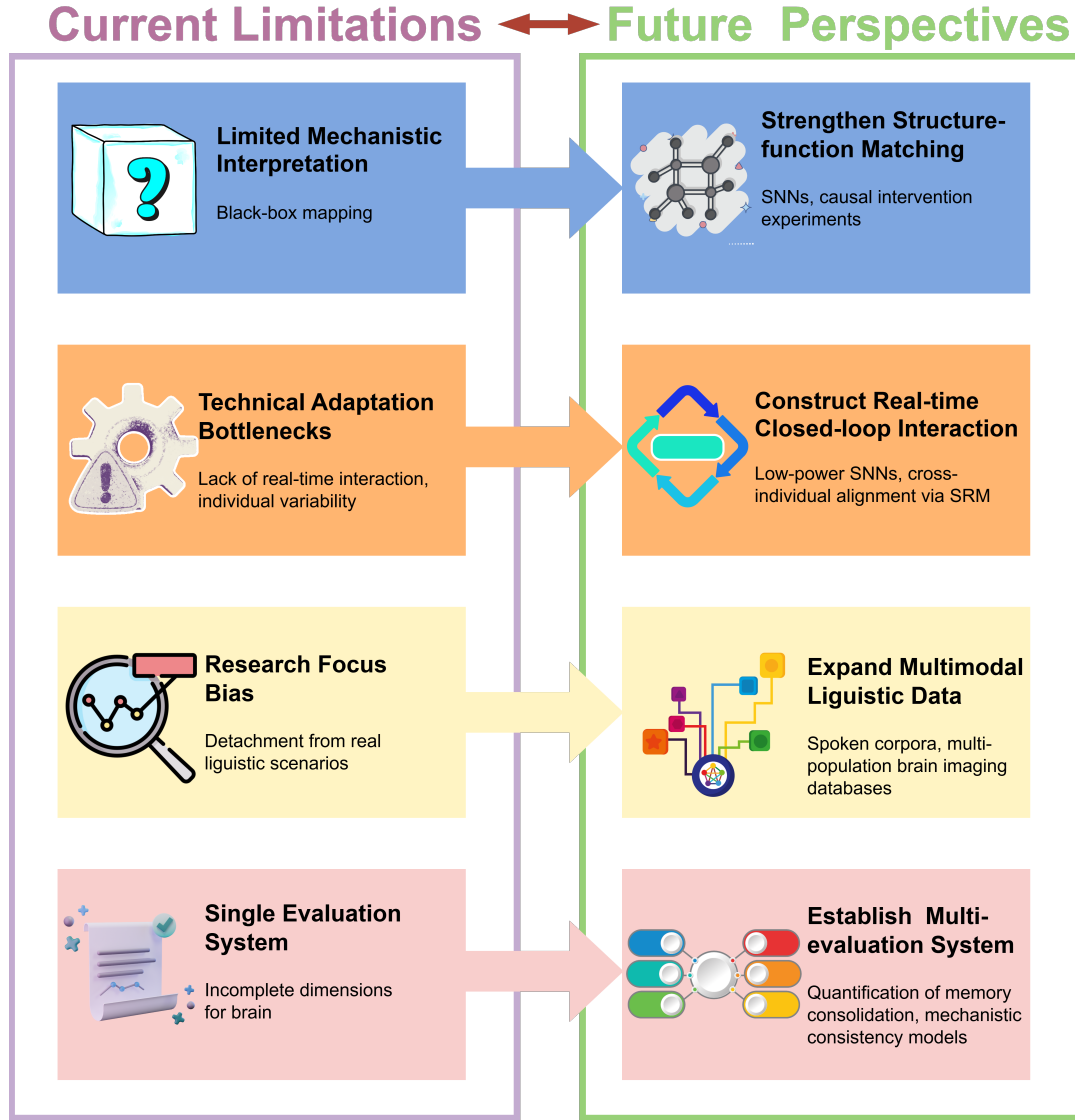 Current Limitations
Future Perspectives
Limited Mechanistic
Interpretation
Black-box mapping
Strengthen Structure-
function Matching
SNNs, causal intervention
experiments
Technical Adaptation
Bottlenecks
Lack of real-time interaction,
individual variability
Construct Real-time
Closed-loop Interaction
Low-power SNNs, cross-
individual alignment via SRM
Research Focus
Bias
Detachment from real
liguistic scenarios
Expand Multimodal
Liguistic Data
Spoken corpora, multi-
population brain imaging
databases
Single Evaluation
System
Incomplete dimensions
for brain
Establish Multi-
evaluation System
Quantification of memory
consolidation, mechanistic
consistency models